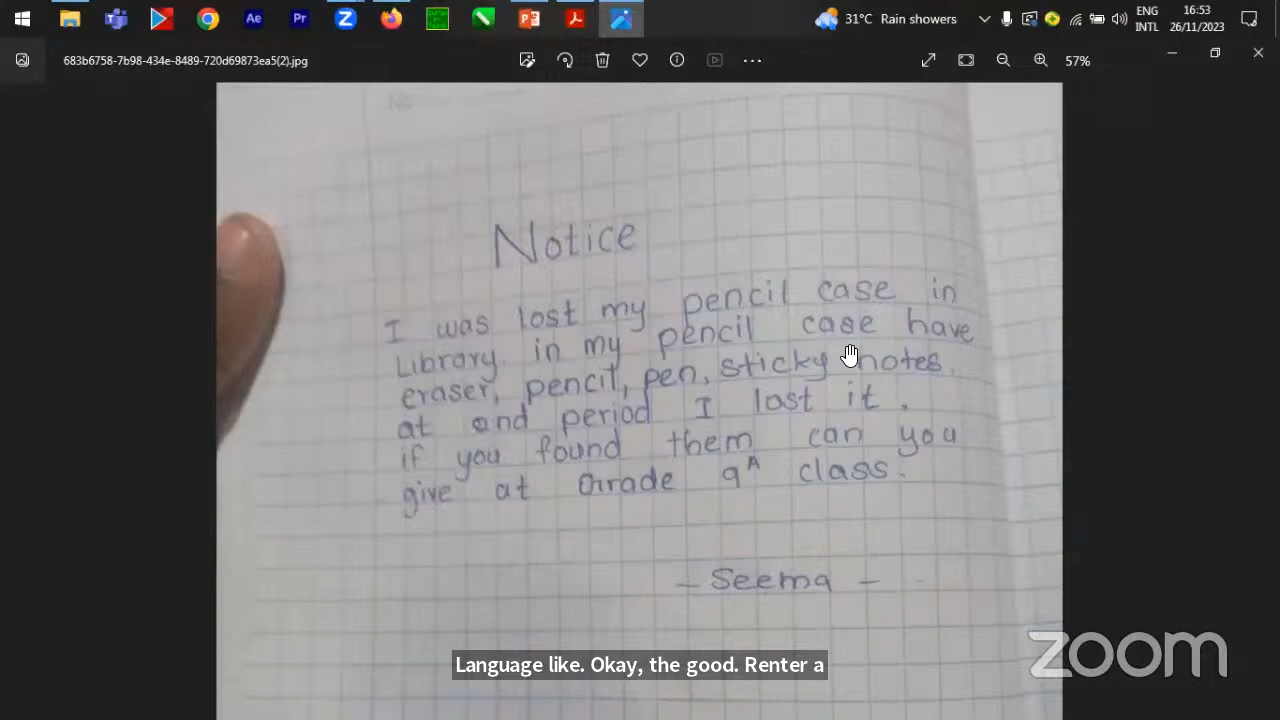 Ae
Pr
31°C Rain showers
ENG
INTL
16:53
26/11/2023
683b6758-7b98-434e-8489-720d69873ea5(2).jpg
57%
Notice
I was lost my pencil case in
Library in my pencil case have
eraser, pencil, pen, sticky notes.
at and period I lost it.
if you found them can you
give at Grade 9A class.
- Seema -
Language like. Okay, the good. Renter a
zoom